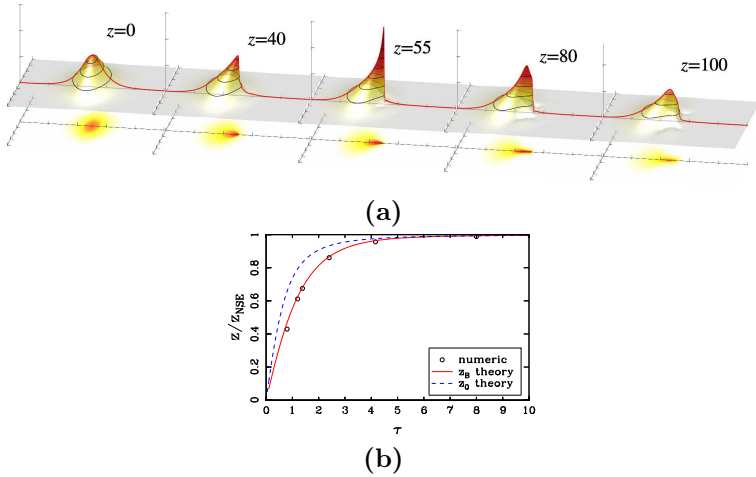 z=0
z=40
z=55
z=80
z=100
(a)
z/z_NSE
1
0.8
0.6
0.4
0.2
0
0 1 2 3 4 5 6 7 8 9 10
numeric
z_B theory
z_0 theory
τ
(b)